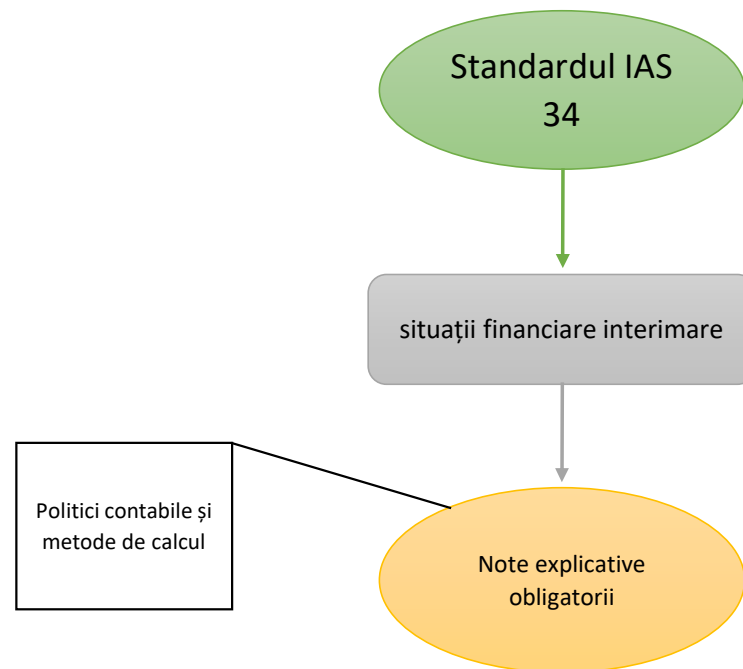 Standardul IAS
34
situații financiare interimare
Politici contabile și
metode de calcul
Note explicative
obligatorii